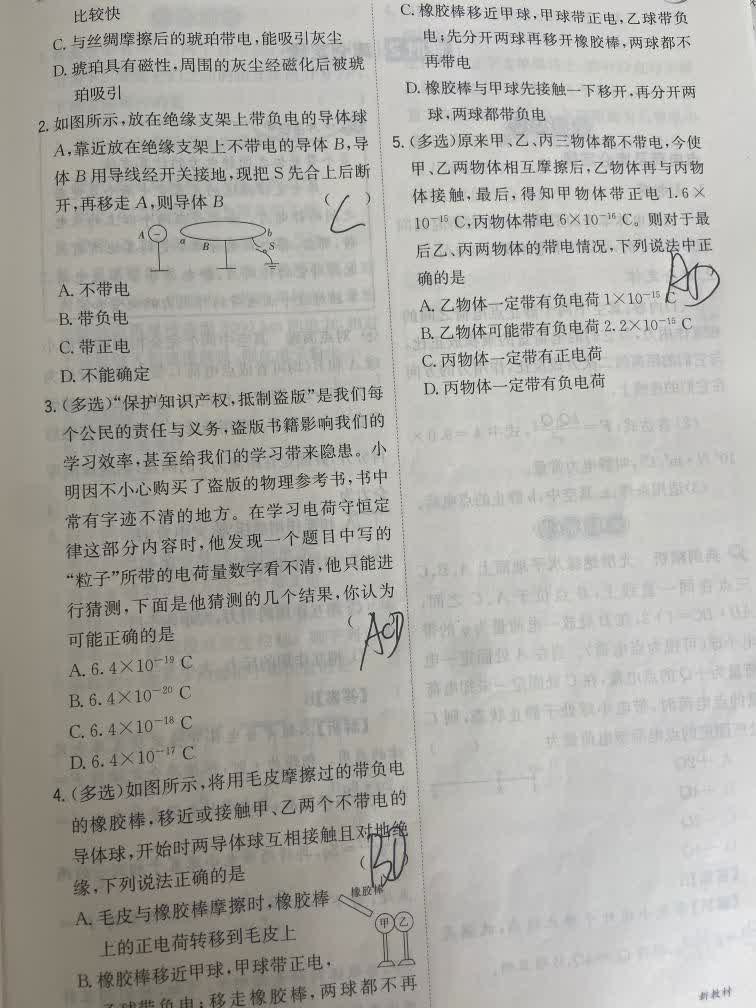 比较快
C. 与丝绸摩擦后的琥珀带电,能吸引灰尘
D. 琥珀具有磁性,周围的灰尘经磁化后被琥
珀吸引
2. 如图所示,放在绝缘支架上带负电的导体球
A,靠近放在绝缘支架上不带电的导体 B,导
体 B 用导线经开关接地,现把 S 先合上后断
开,再移走 A,则导体 B ( C )
A − a B b S
A. 不带电
B. 带负电
C. 带正电
D. 不能确定
3. (多选)“保护知识产权,抵制盗版”是我们每
个公民的责任与义务,盗版书籍影响我们的
学习效率,甚至给我们的学习带来隐患。小
明因不小心购买了盗版的物理参考书,书中
常有字迹不清的地方。在学习电荷守恒定
律这部分内容时,他发现一个题目中写的
“粒子”所带的电荷量数字看不清,他只能进
行猜测,下面是他猜测的几个结果,你认为
可能正确的是 ( ACD
A. 6.4×10⁻¹⁹ C
B. 6.4×10⁻²⁰ C
C. 6.4×10⁻¹⁸ C
D. 6.4×10⁻¹⁷ C
4. (多选)如图所示,将用毛皮摩擦过的带负电
的橡胶棒,移近或接触甲、乙两个不带电的
导体球,开始时两导体球互相接触且对地绝
缘,下列说法正确的是 ( BD
橡胶棒
甲 乙
A. 毛皮与橡胶棒摩擦时,橡胶棒
上的正电荷转移到毛皮上
B. 橡胶棒移近甲球,甲球带正电,
乙球带负电;移走橡胶棒,两球都不再
C. 橡胶棒移近甲球,甲球带正电,乙球带负
电;先分开两球再移开橡胶棒,两球都不
再带电
D. 橡胶棒与甲球先接触一下移开,再分开两
球,两球都带负电
5. (多选)原来甲、乙、丙三物体都不带电,今使
甲、乙两物体相互摩擦后,乙物体再与丙物
体接触,最后,得知甲物体带正电 1.6×
10⁻¹⁵ C,丙物体带电 6×10⁻¹⁶ C。则对于最
后乙、丙两物体的带电情况,下列说法中正
确的是 AD
A. 乙物体一定带有负电荷 1×10⁻¹⁵ C
B. 乙物体可能带有负电荷 2.2×10⁻¹⁵ C
C. 丙物体一定带有正电荷
D. 丙物体一定带有负电荷
新教材